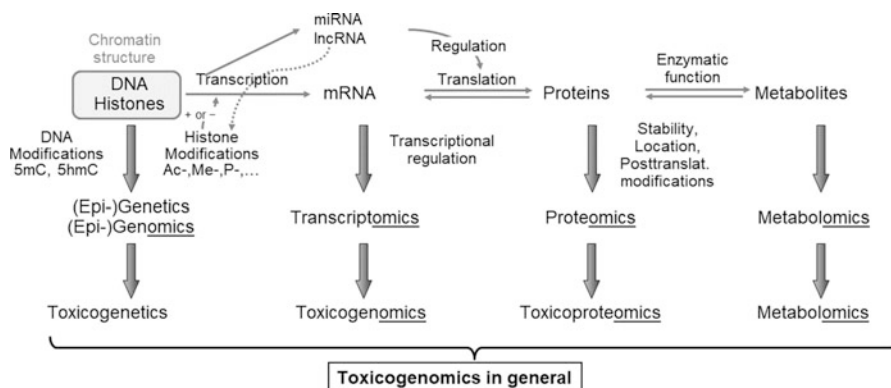 miRNA
lncRNA
Chromatin
structure
Regulation
DNA
Histones
Transcription
mRNA
Translation
Proteins
Enzymatic
function
Metabolites
+ or –
DNA
Modifications
5mC, 5hmC
Histone
Modifications
Ac-,Me-,P-,...
Transcriptional
regulation
Stability,
Location,
Posttranslat.
modifications
(Epi-)Genetics
(Epi-)Genomics
Transcriptomics
Proteomics
Metabolomics
Toxicogenetics
Toxicogenomics
Toxicoproteomics
Metabolomics
Toxicogenomics in general